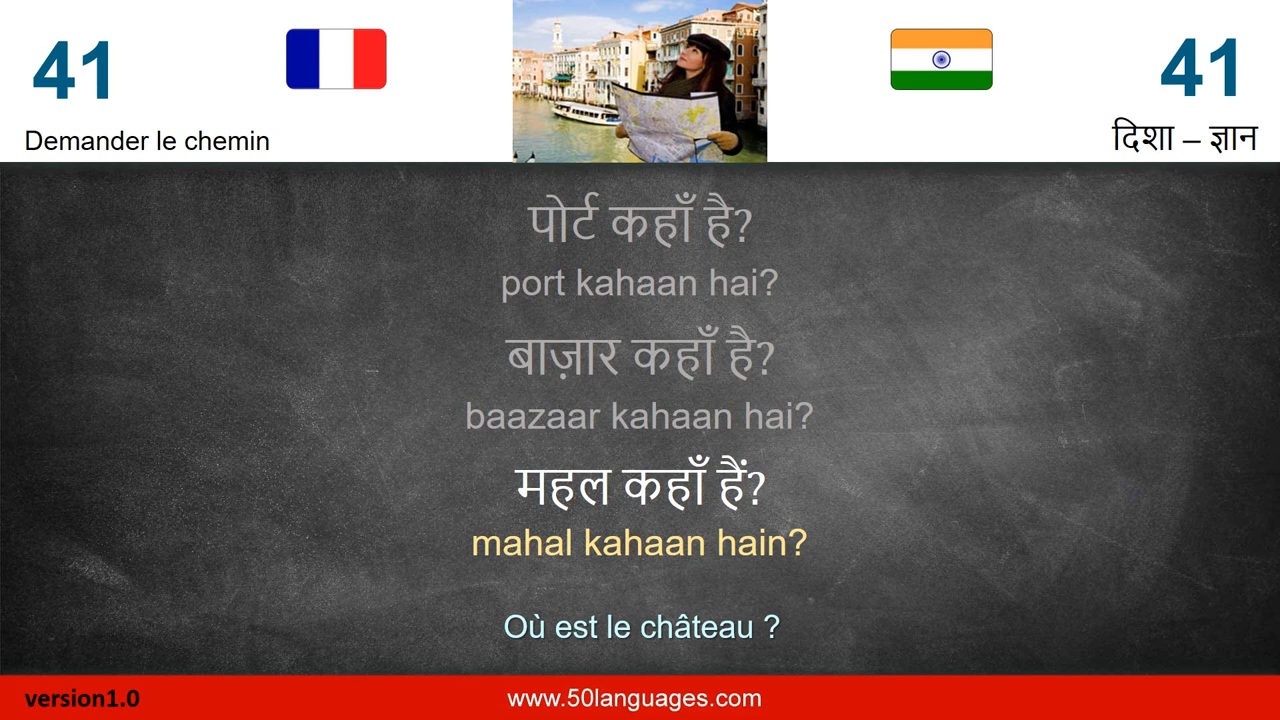 41
41
Demander le chemin
दिशा – ज्ञान
पोर्ट कहाँ है?
port kahaan hai?
बाज़ार कहाँ है?
baazaar kahaan hai?
महल कहाँ हैं?
mahal kahaan hain?
Où est le château ?
version1.0
www.50languages.com